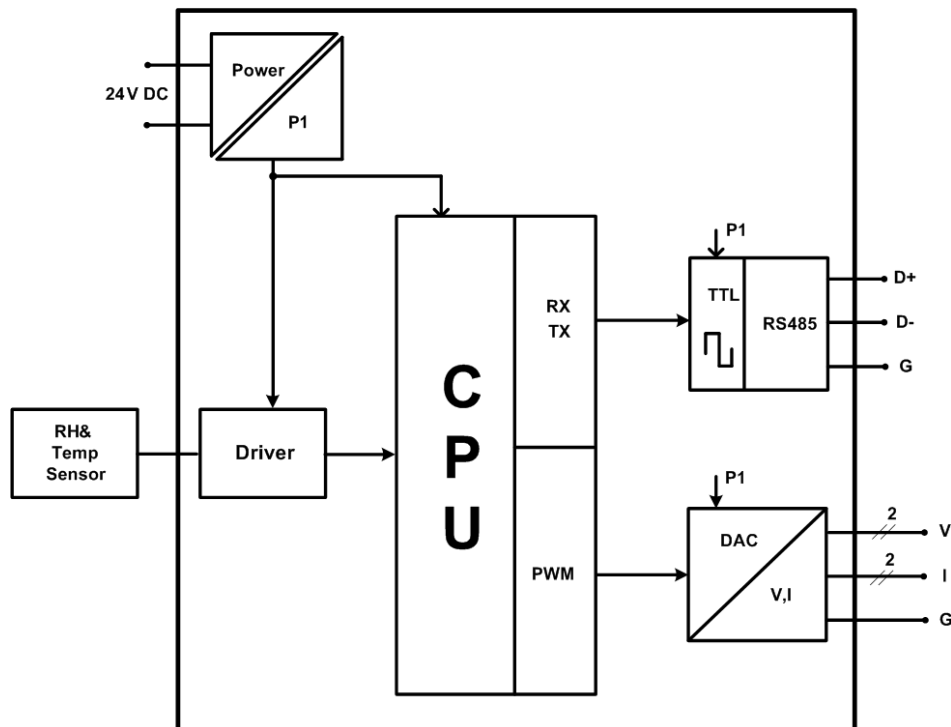 Power
24V DC
P1
P1
RX
TX
TTL
RS485
D+
D-
G
C
P
U
RH&
Temp
Sensor
Driver
P1
PWM
DAC
V,I
2
V
2
I
G